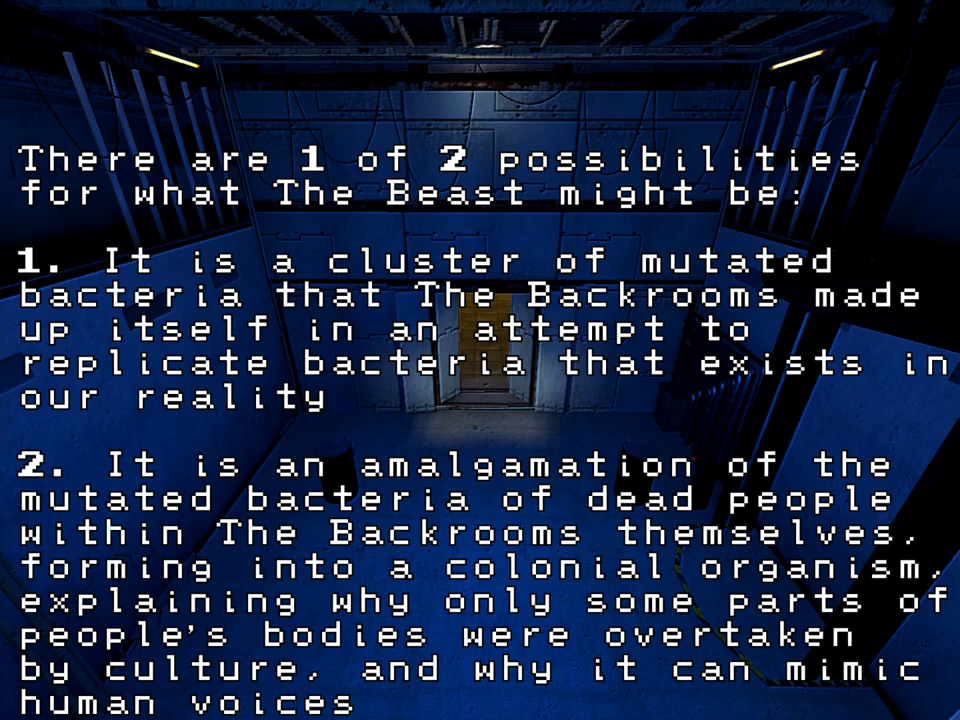 There are 1 of 2 possibilities
for what The Beast might be:
1. It is a cluster of mutated
bacteria that The Backrooms made
up itself in an attempt to
replicate bacteria that exists in
our reality
2. It is an amalgamation of the
mutated bacteria of dead people
within The Backrooms themselves,
forming into a colonial organism,
explaining why only some parts of
people's bodies were overtaken
by culture, and why it can mimic
human voices